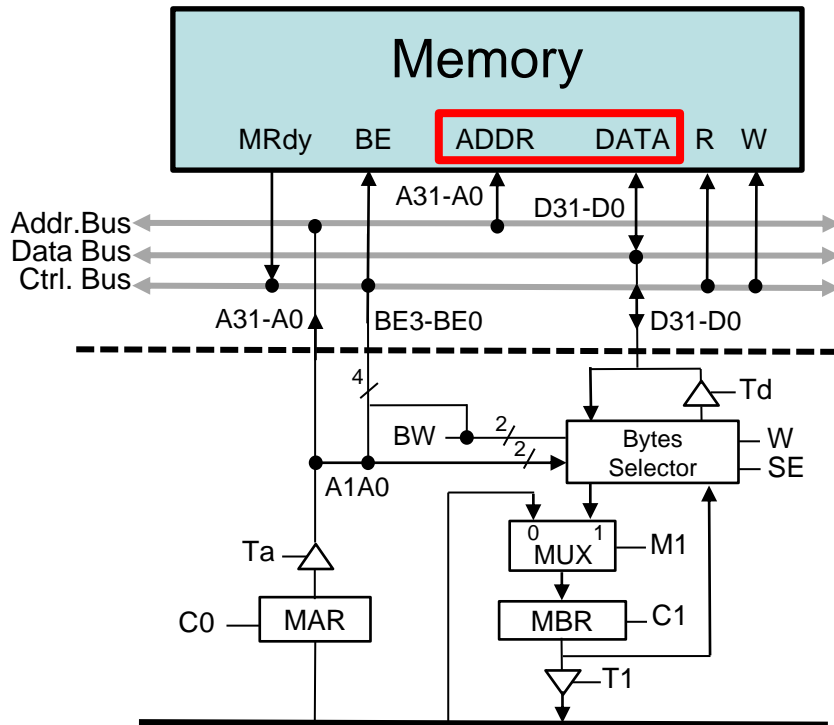 Memory
MRdy BE ADDR DATA R W
A31-A0 D31-D0
Addr.Bus
Data Bus
Ctrl. Bus
A31-A0 BE3-BE0 D31-D0
4
Td
BW 2 Bytes W
2 Selector SE
A1A0
0 1
Ta MUX M1
C0 MAR MBR C1
T1